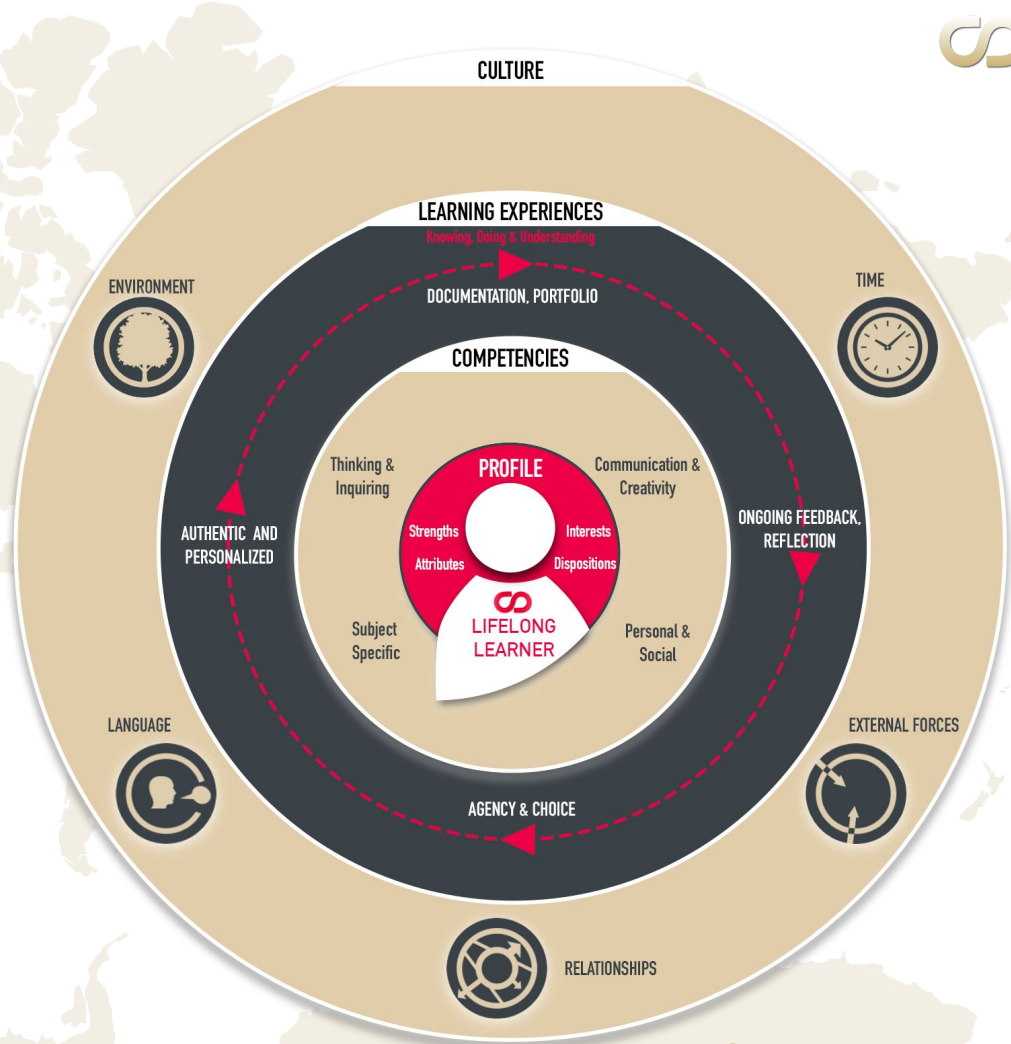 CULTURE
LEARNING EXPERIENCES
Knowing, Doing & Understanding
DOCUMENTATION, PORTFOLIO
ENVIRONMENT
TIME
COMPETENCIES
Thinking &
Inquiring
PROFILE
Communication &
Creativity
Strengths
Interests
Attributes
Dispositions
AUTHENTIC AND
PERSONALIZED
ONGOING FEEDBACK,
REFLECTION
LIFELONG
LEARNER
Subject
Specific
Personal &
Social
LANGUAGE
EXTERNAL FORCES
AGENCY & CHOICE
RELATIONSHIPS